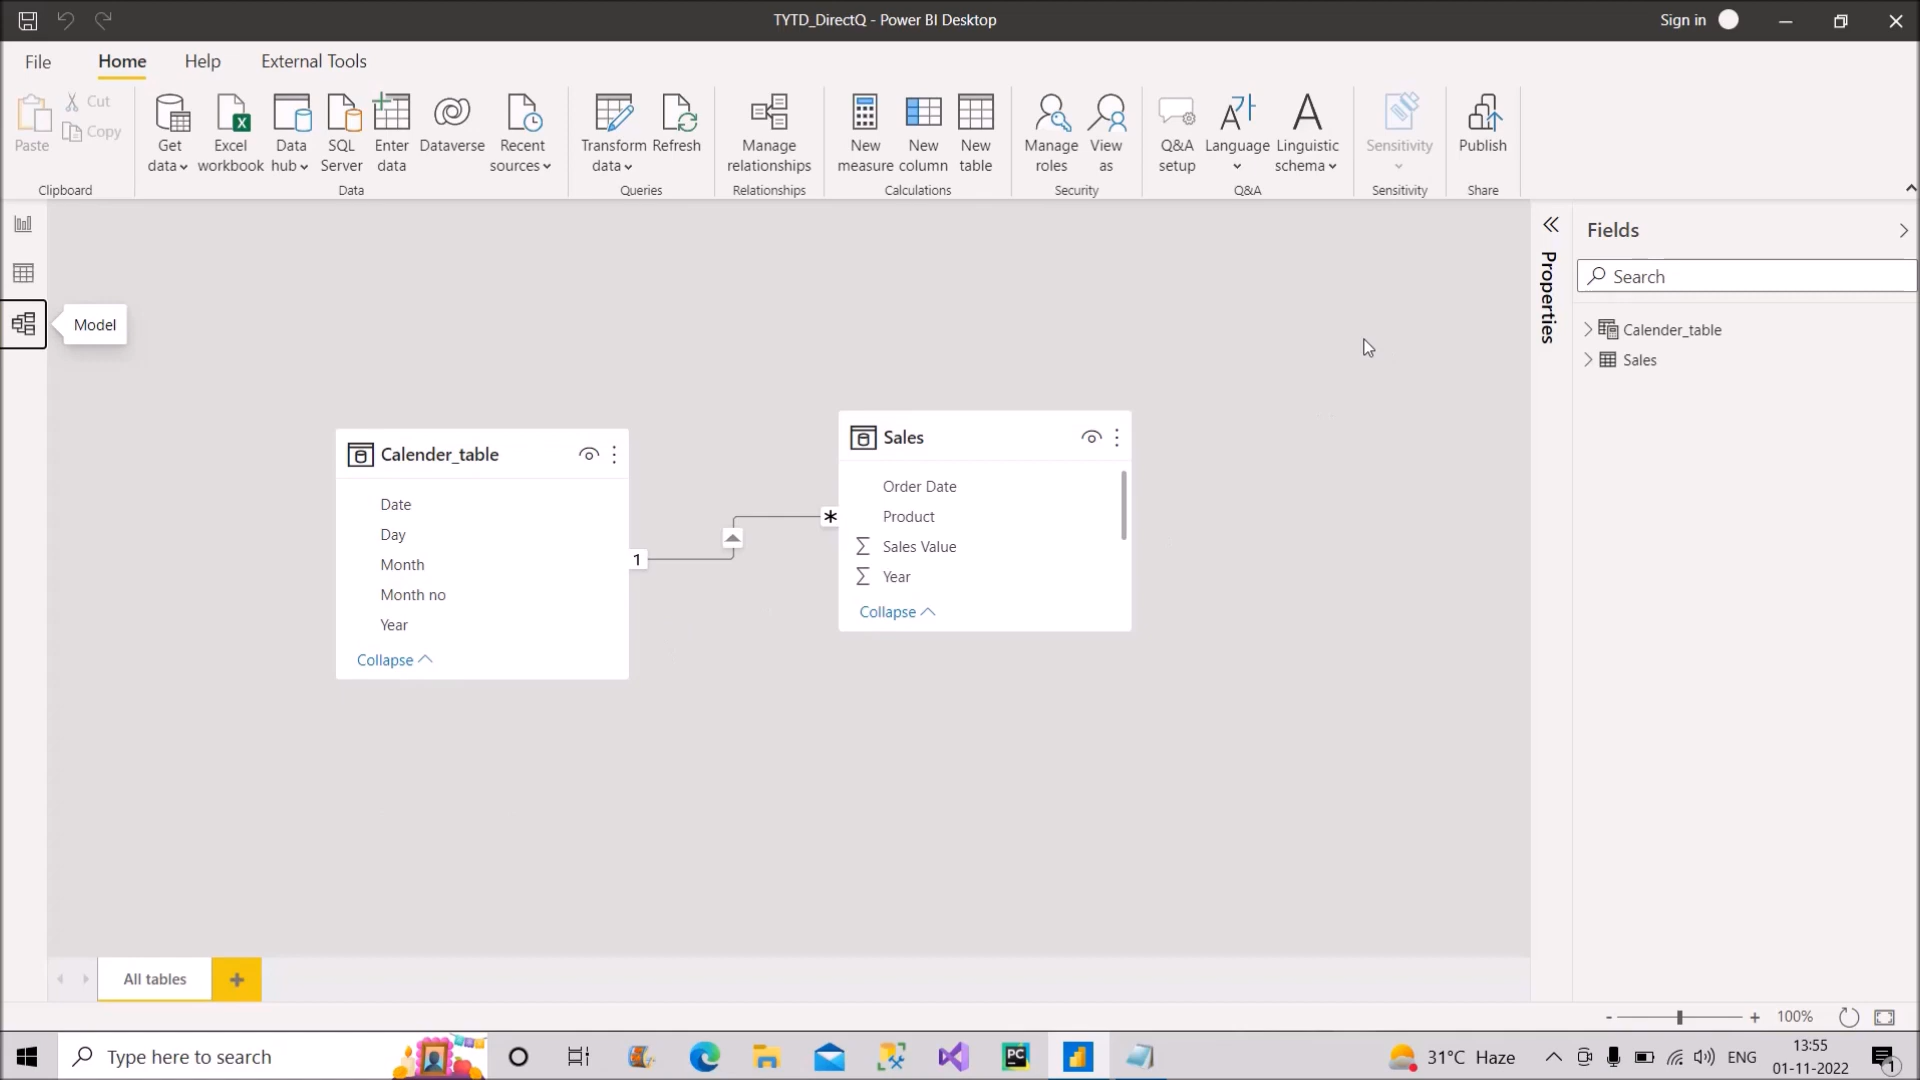 TYTD_DirectQ - Power BI Desktop
Sign in
File
Home
Help
External Tools
Paste
Cut
Copy
Clipboard
Get data
Excel workbook
Data hub
SQL Server
Enter data
Dataverse
Recent sources
Data
Transform data
Refresh
Queries
Manage relationships
Relationships
New measure
New column
New table
Calculations
Manage roles
View as
Security
Q&A setup
Language
Linguistic schema
Q&A
Sensitivity
Sensitivity
Publish
Share
Model
Calender_table
Date
Day
Month
Month no
Year
Collapse
1
*
Sales
Order Date
Product
Σ Sales Value
Σ Year
Collapse
Properties
Fields
Search
Calender_table
Sales
All tables
+
- + 100%
Type here to search
PC
31°C Haze
ENG
13:55
01-11-2022
1